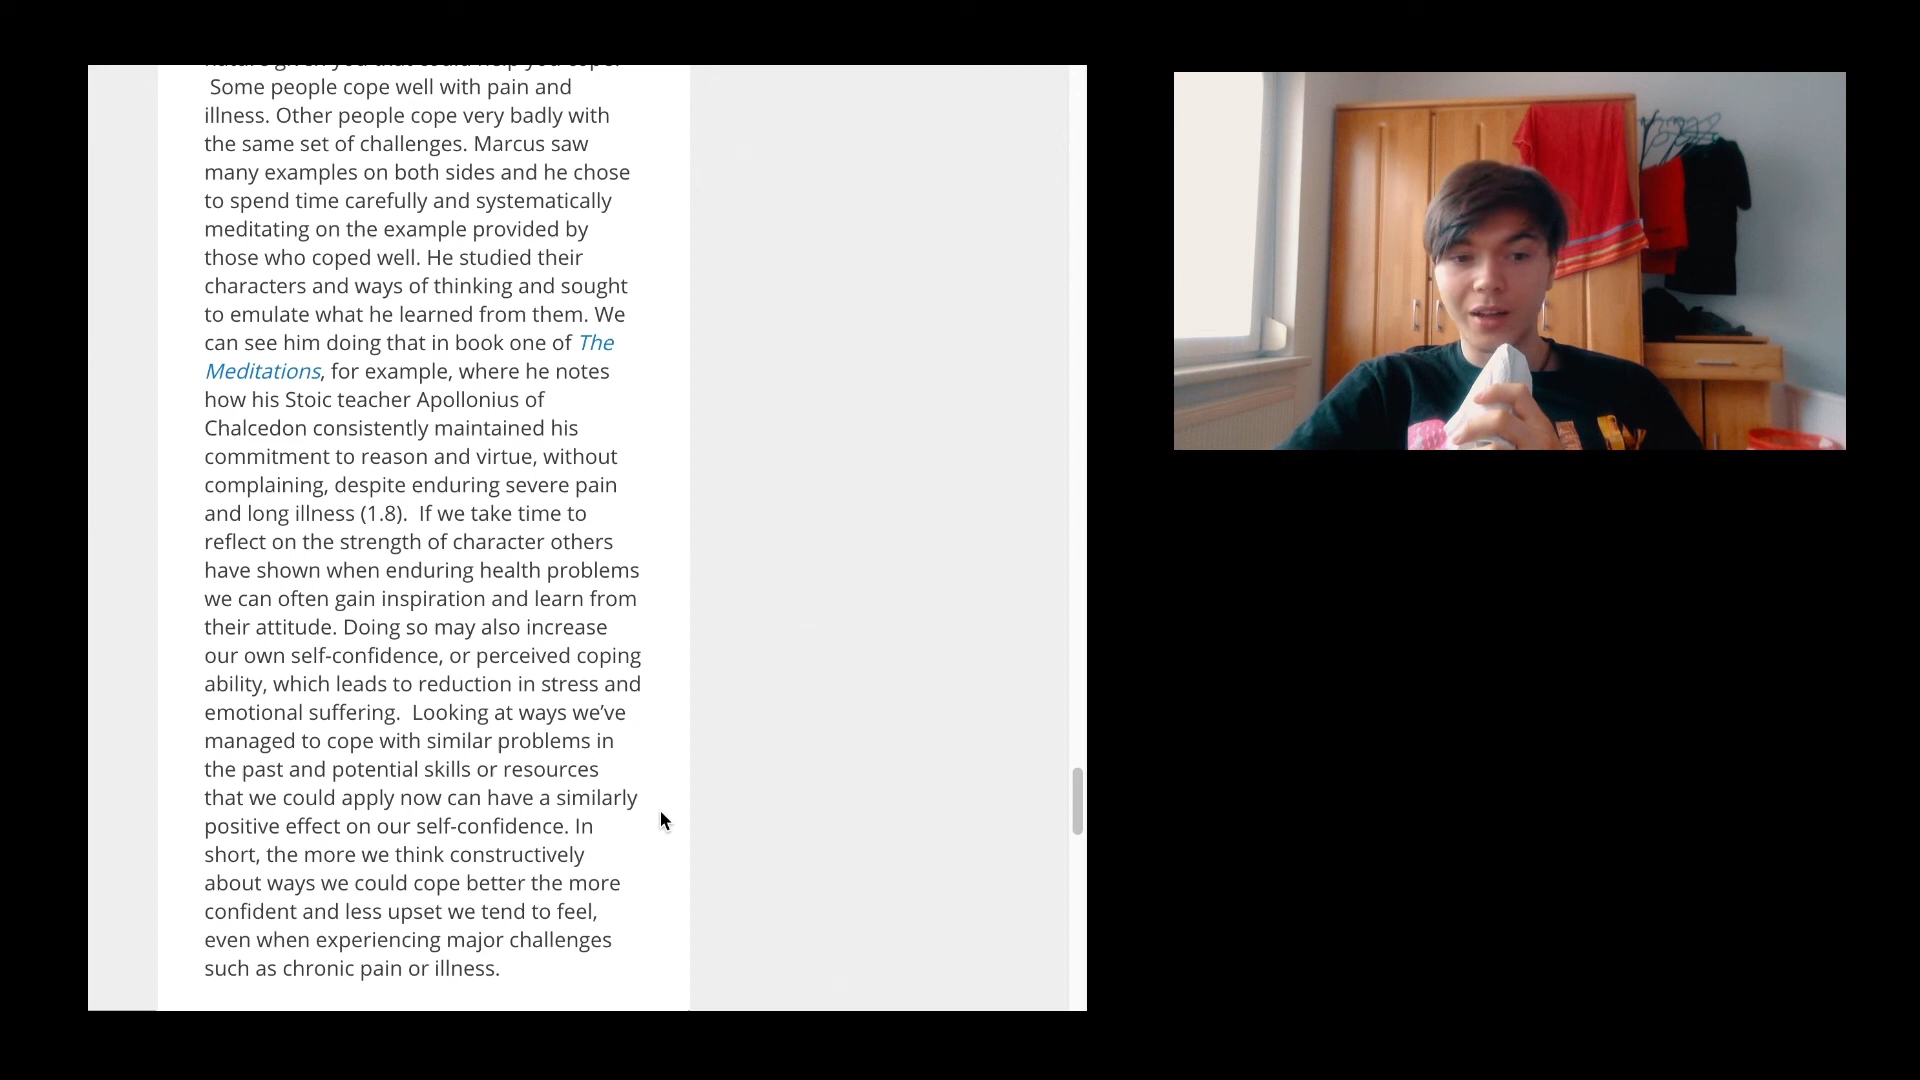 nature given you that could help you cope?
Some people cope well with pain and
illness. Other people cope very badly with
the same set of challenges. Marcus saw
many examples on both sides and he chose
to spend time carefully and systematically
meditating on the example provided by
those who coped well. He studied their
characters and ways of thinking and sought
to emulate what he learned from them. We
can see him doing that in book one of The
Meditations, for example, where he notes
how his Stoic teacher Apollonius of
Chalcedon consistently maintained his
commitment to reason and virtue, without
complaining, despite enduring severe pain
and long illness (1.8).  If we take time to
reflect on the strength of character others
have shown when enduring health problems
we can often gain inspiration and learn from
their attitude. Doing so may also increase
our own self-confidence, or perceived coping
ability, which leads to reduction in stress and
emotional suffering.  Looking at ways we’ve
managed to cope with similar problems in
the past and potential skills or resources
that we could apply now can have a similarly
positive effect on our self-confidence. In
short, the more we think constructively
about ways we could cope better the more
confident and less upset we tend to feel,
even when experiencing major challenges
such as chronic pain or illness.